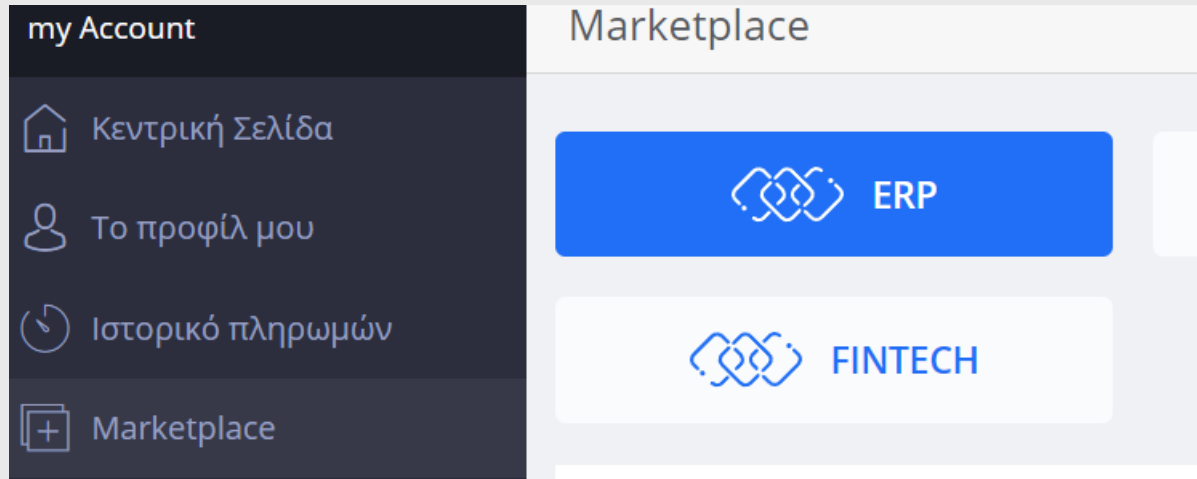 my Account
Κεντρική Σελίδα
Το προφίλ μου
Ιστορικό πληρωμών
Marketplace
Marketplace
ERP
FINTECH